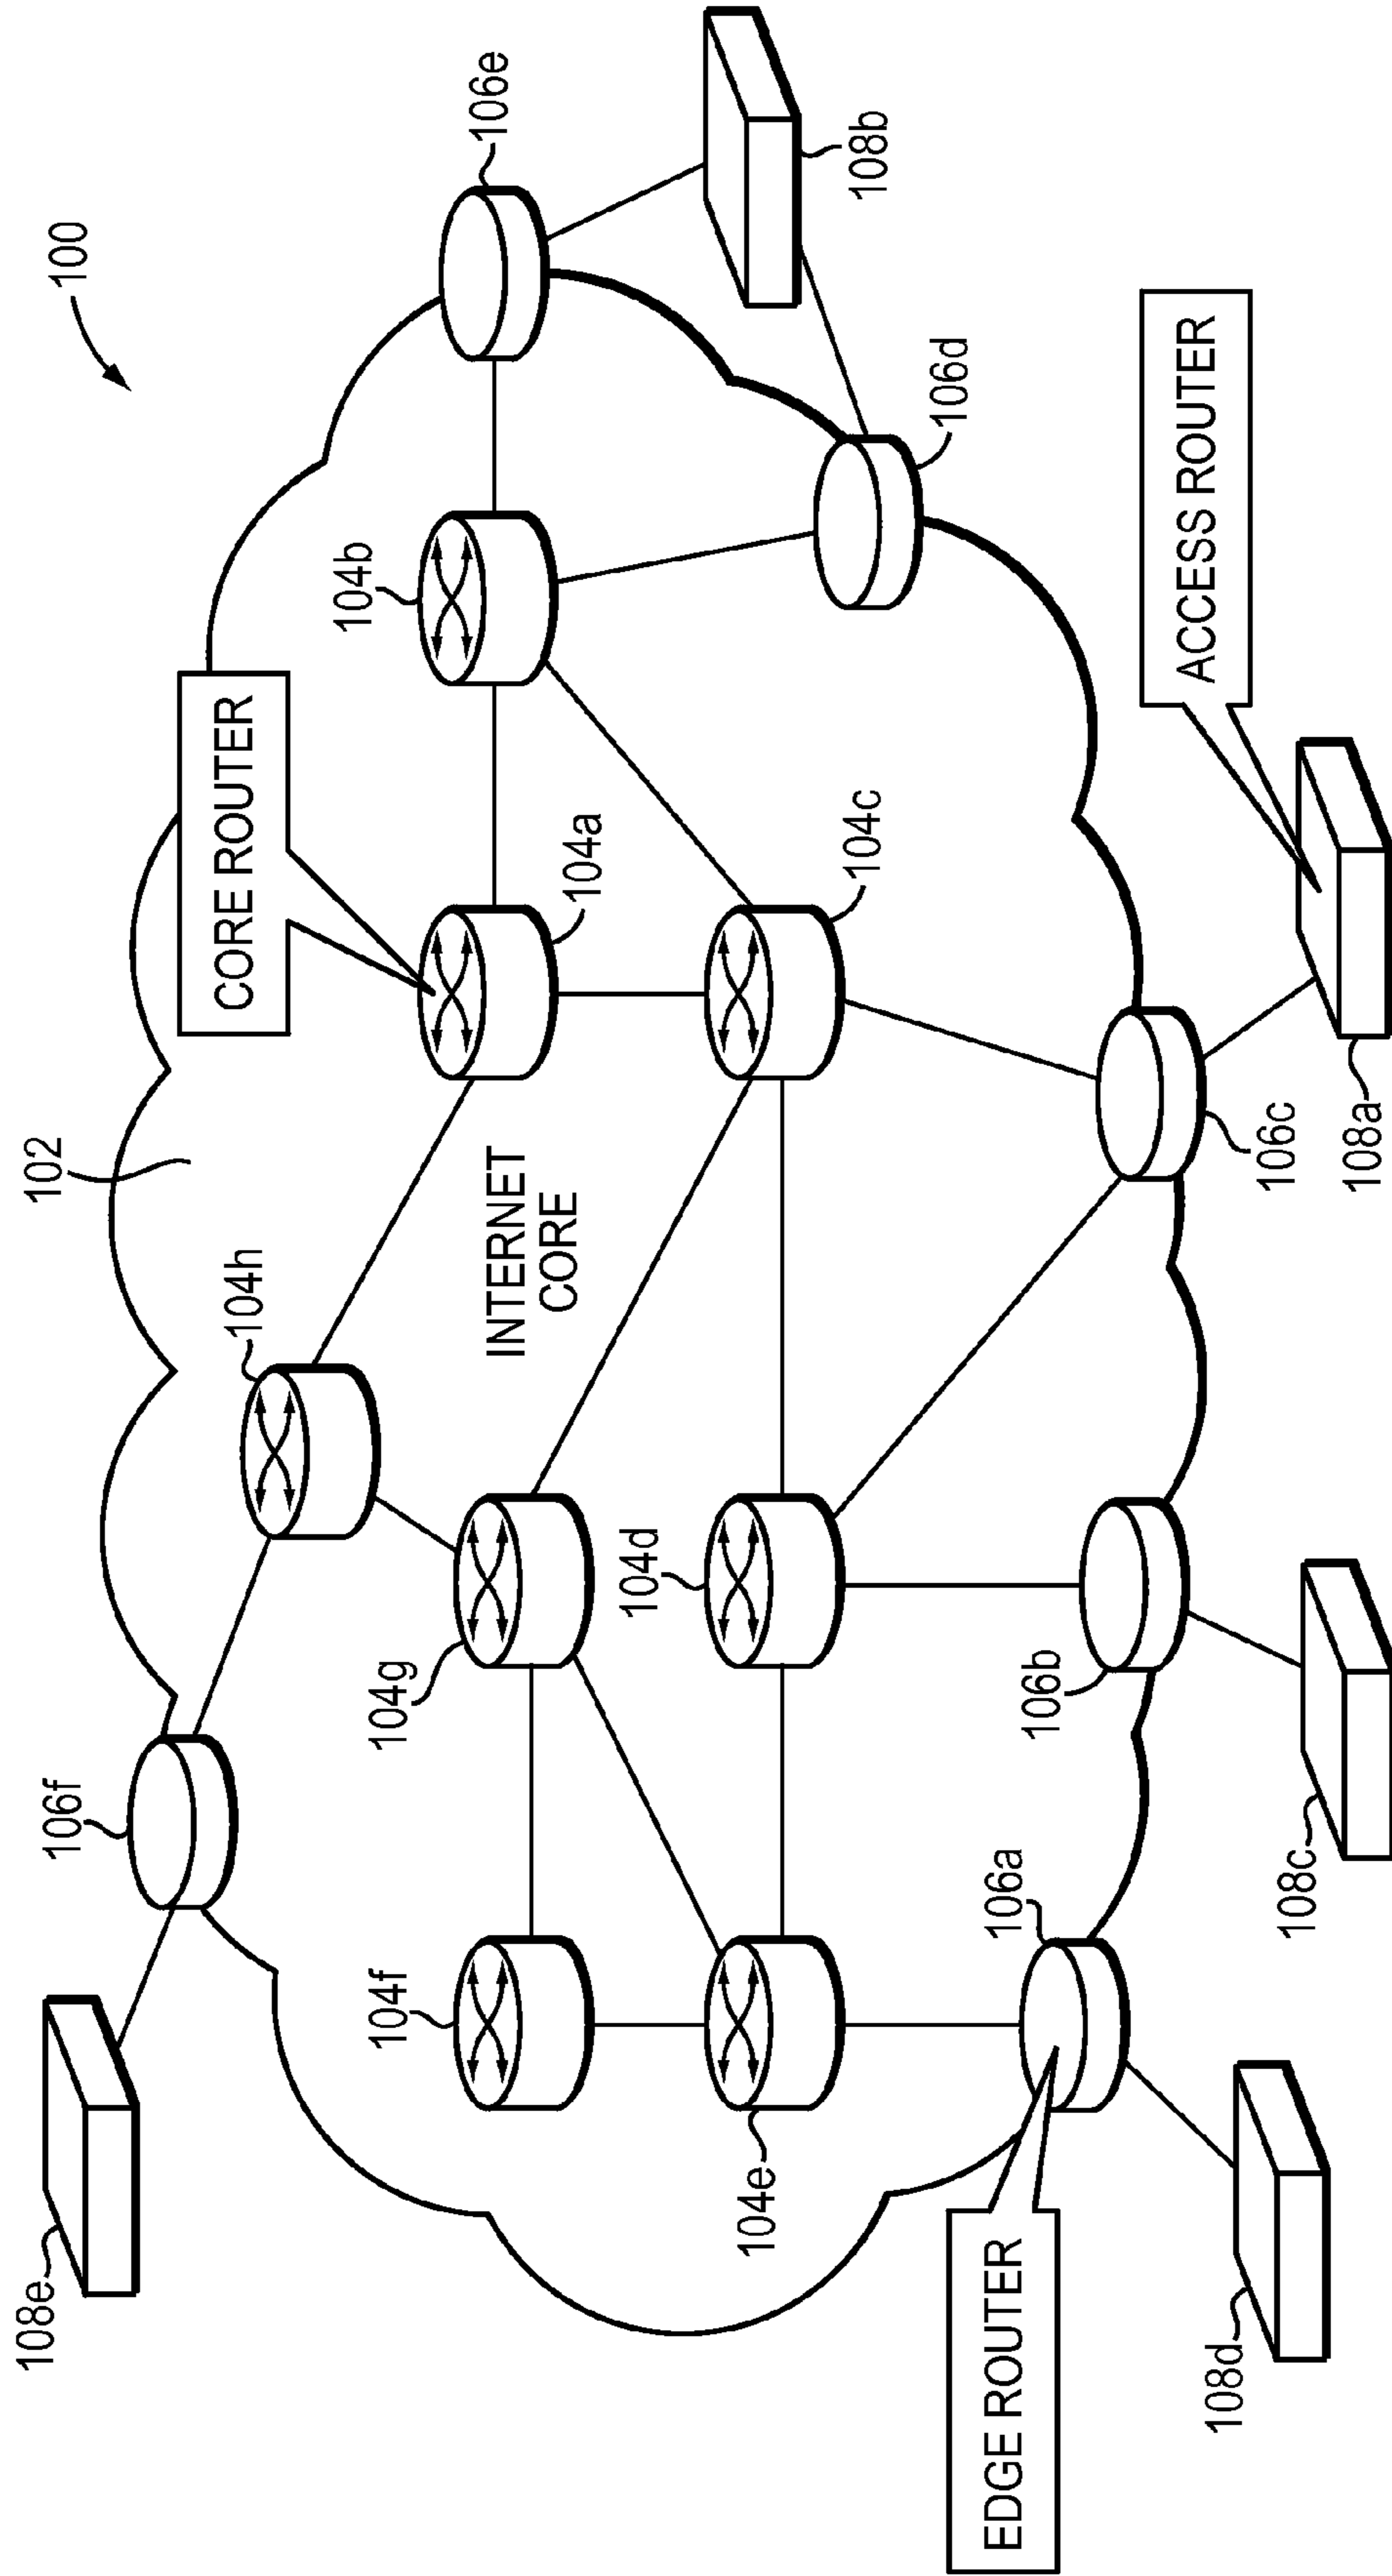 100
102
108e
106f
104h
CORE ROUTER
104b
106e
104f
104g
104a
INTERNET
CORE
108b
104e
104d
104c
106d
EDGE ROUTER
106a
106b
106c
ACCESS ROUTER
108d
108c
108a